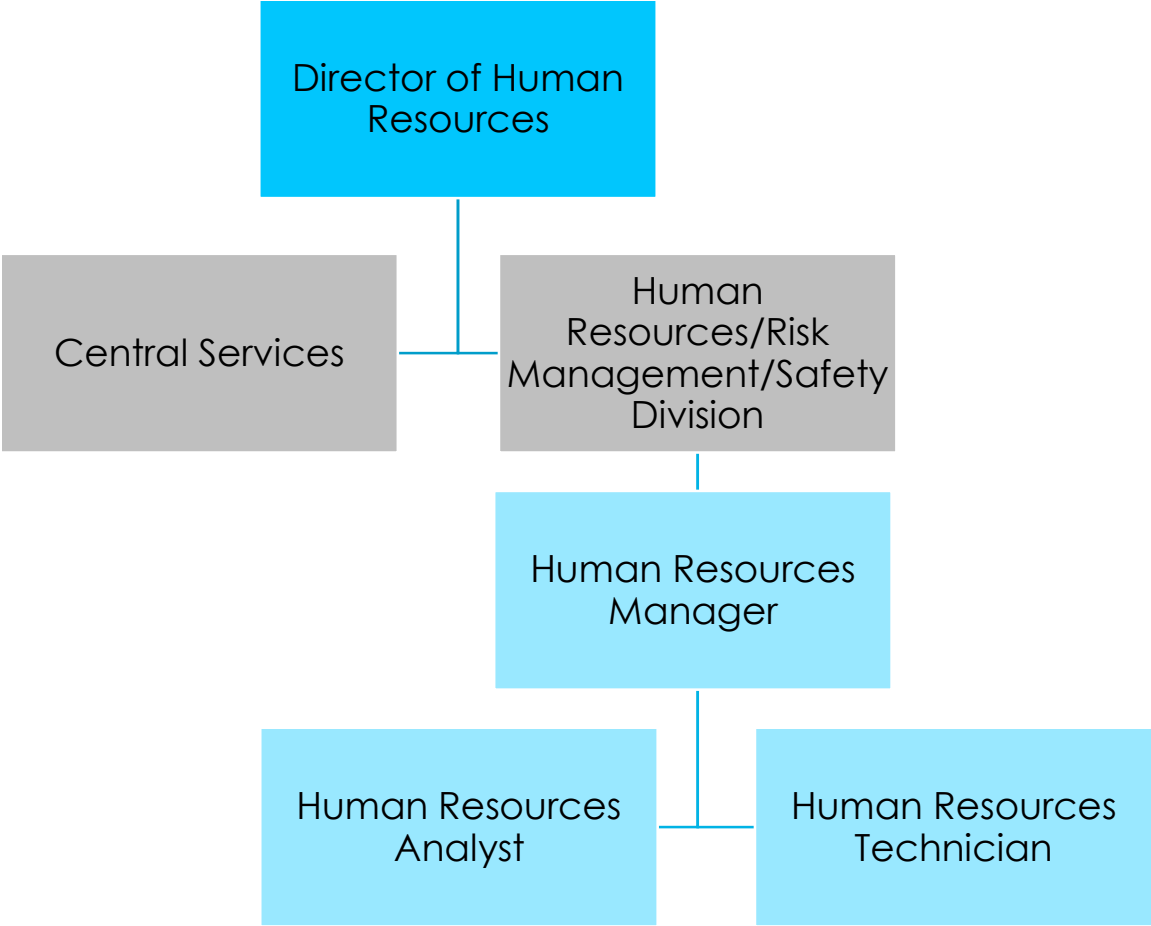 Director of Human
Resources
Central Services
Human
Resources/Risk
Management/Safety
Division
Human Resources
Manager
Human Resources
Analyst
Human Resources
Technician